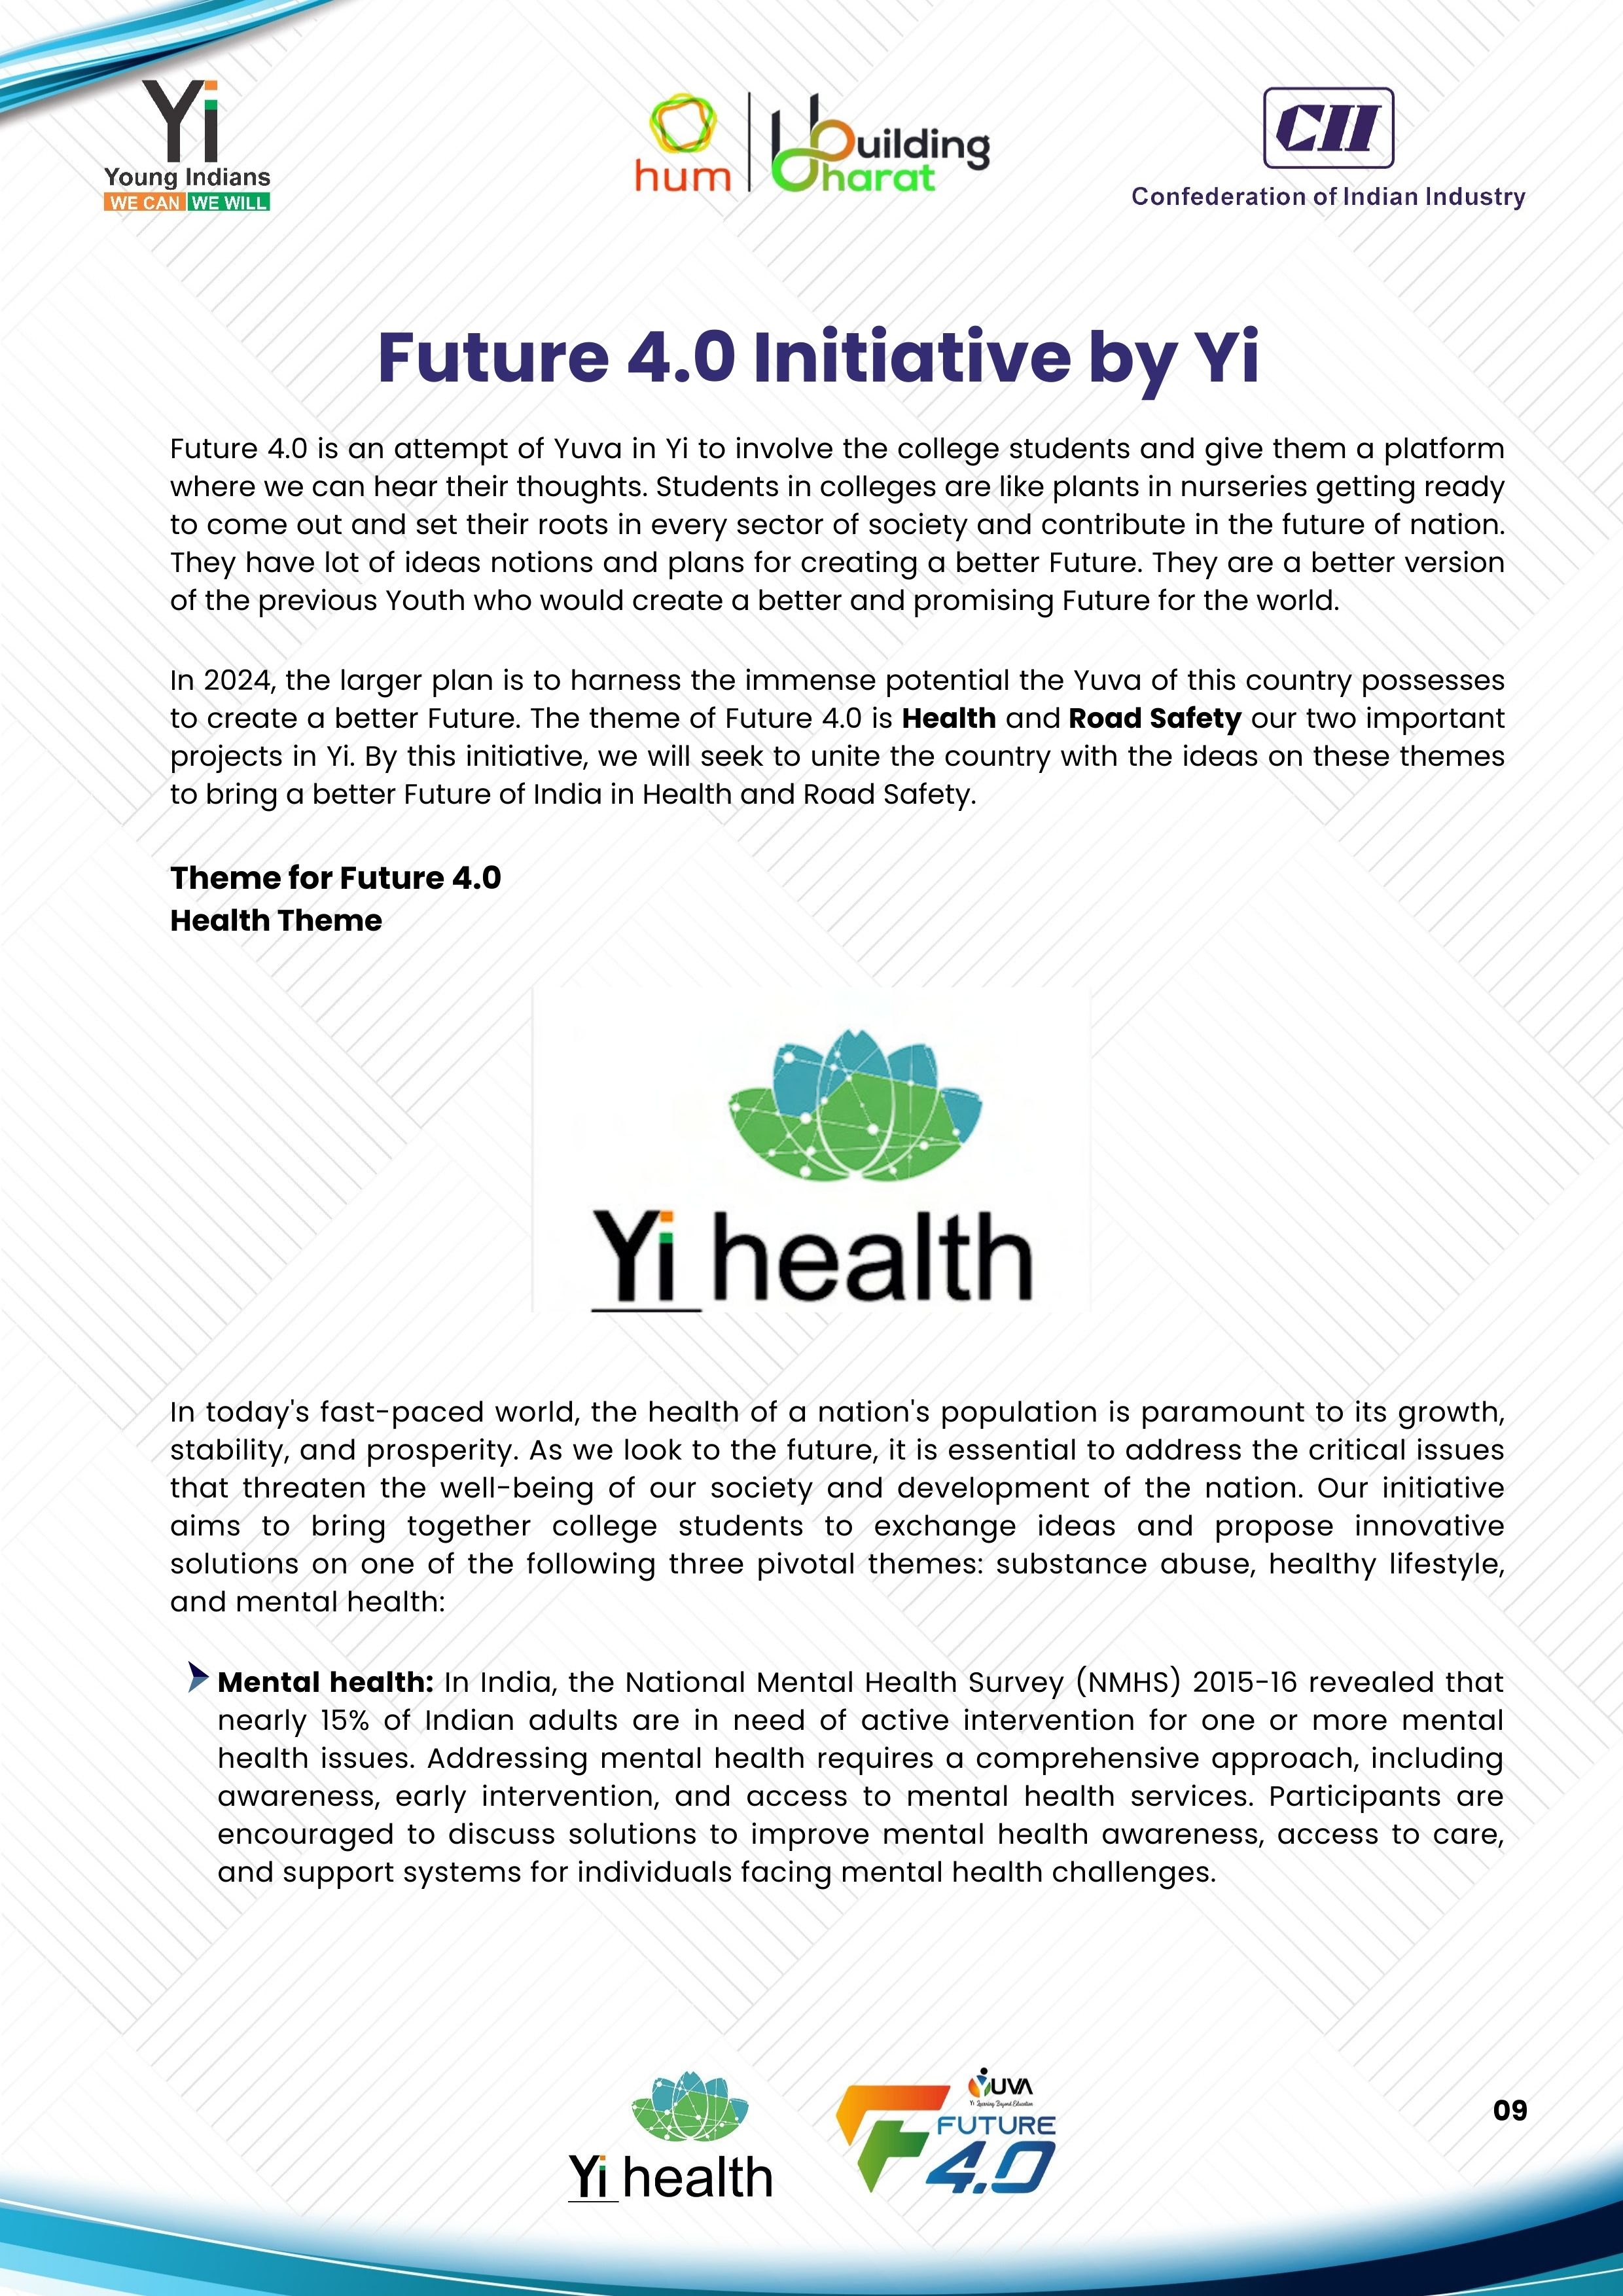 Yi
Young Indians
WE CAN WE WILL
hum
Building
Bharat
CII
Confederation of Indian Industry
Future 4.0 Initiative by Yi
Future 4.0 is an attempt of Yuva in Yi to involve the college students and give them a platform
where we can hear their thoughts. Students in colleges are like plants in nurseries getting ready
to come out and set their roots in every sector of society and contribute in the future of nation.
They have lot of ideas notions and plans for creating a better Future. They are a better version
of the previous Youth who would create a better and promising Future for the world.
In 2024, the larger plan is to harness the immense potential the Yuva of this country possesses
to create a better Future. The theme of Future 4.0 is Health and Road Safety our two important
projects in Yi. By this initiative, we will seek to unite the country with the ideas on these themes
to bring a better Future of India in Health and Road Safety.
Theme for Future 4.0
Health Theme
Yi health
In today's fast-paced world, the health of a nation's population is paramount to its growth,
stability, and prosperity. As we look to the future, it is essential to address the critical issues
that threaten the well-being of our society and development of the nation. Our initiative
aims to bring together college students to exchange ideas and propose innovative
solutions on one of the following three pivotal themes: substance abuse, healthy lifestyle,
and mental health:
Mental health: In India, the National Mental Health Survey (NMHS) 2015-16 revealed that
nearly 15% of Indian adults are in need of active intervention for one or more mental
health issues. Addressing mental health requires a comprehensive approach, including
awareness, early intervention, and access to mental health services. Participants are
encouraged to discuss solutions to improve mental health awareness, access to care,
and support systems for individuals facing mental health challenges.
Yi health
YUVA
Yi Learning Beyond Education
FUTURE
4.0
09